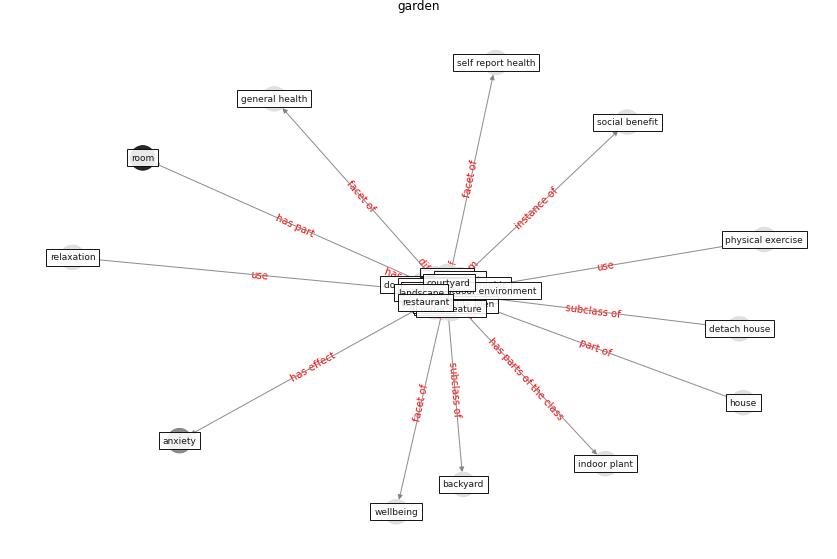 garden
self report health
general health
social benefit
room
facet of
facet of
instance of
has part
physical exercise
relaxation
use
use
courtyard
landscape
environment
restaurant
feature
subclass of
detach house
part of
has effect
has parts of the class
subclass of
facet of
house
anxiety
indoor plant
backyard
wellbeing